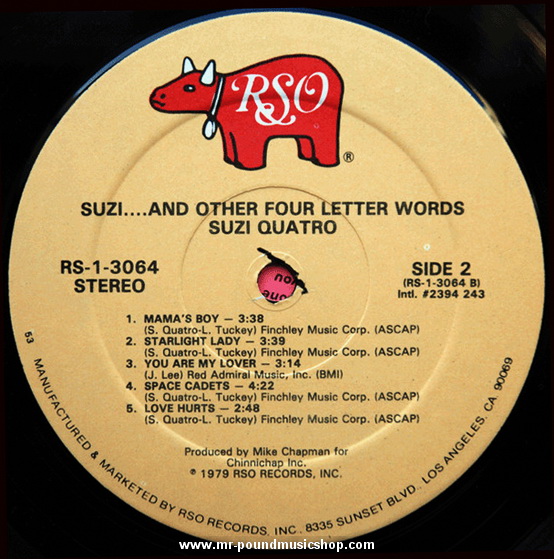 RSO
®
SUZI....AND OTHER FOUR LETTER WORDS
SUZI QUATRO
RS-1-3064
STEREO
SIDE 2
(RS-1-3064 B)
Intl. #2394 243
1. MAMA'S BOY — 3:38
(S. Quatro-L. Tuckey) Finchley Music Corp. (ASCAP)
2. STARLIGHT LADY — 3:39
(S. Quatro-L. Tuckey) Finchley Music Corp. (ASCAP)
3. YOU ARE MY LOVER — 3:14
(J. Lee) Red Admiral Music, Inc. (BMI)
4. SPACE CADETS — 4:22
(S. Quatro-L. Tuckey) Finchley Music Corp. (ASCAP)
5. LOVE HURTS — 2:48
(S. Quatro-L. Tuckey) Finchley Music Corp. (ASCAP)
Produced by Mike Chapman for
Chinnichap Inc.
℗ 1979 RSO RECORDS, INC.
53 MANUFACTURED & MARKETED BY RSO RECORDS, INC. 8335 SUNSET BLVD., LOS ANGELES, CA 90069
www.mr-poundmusicshop.com